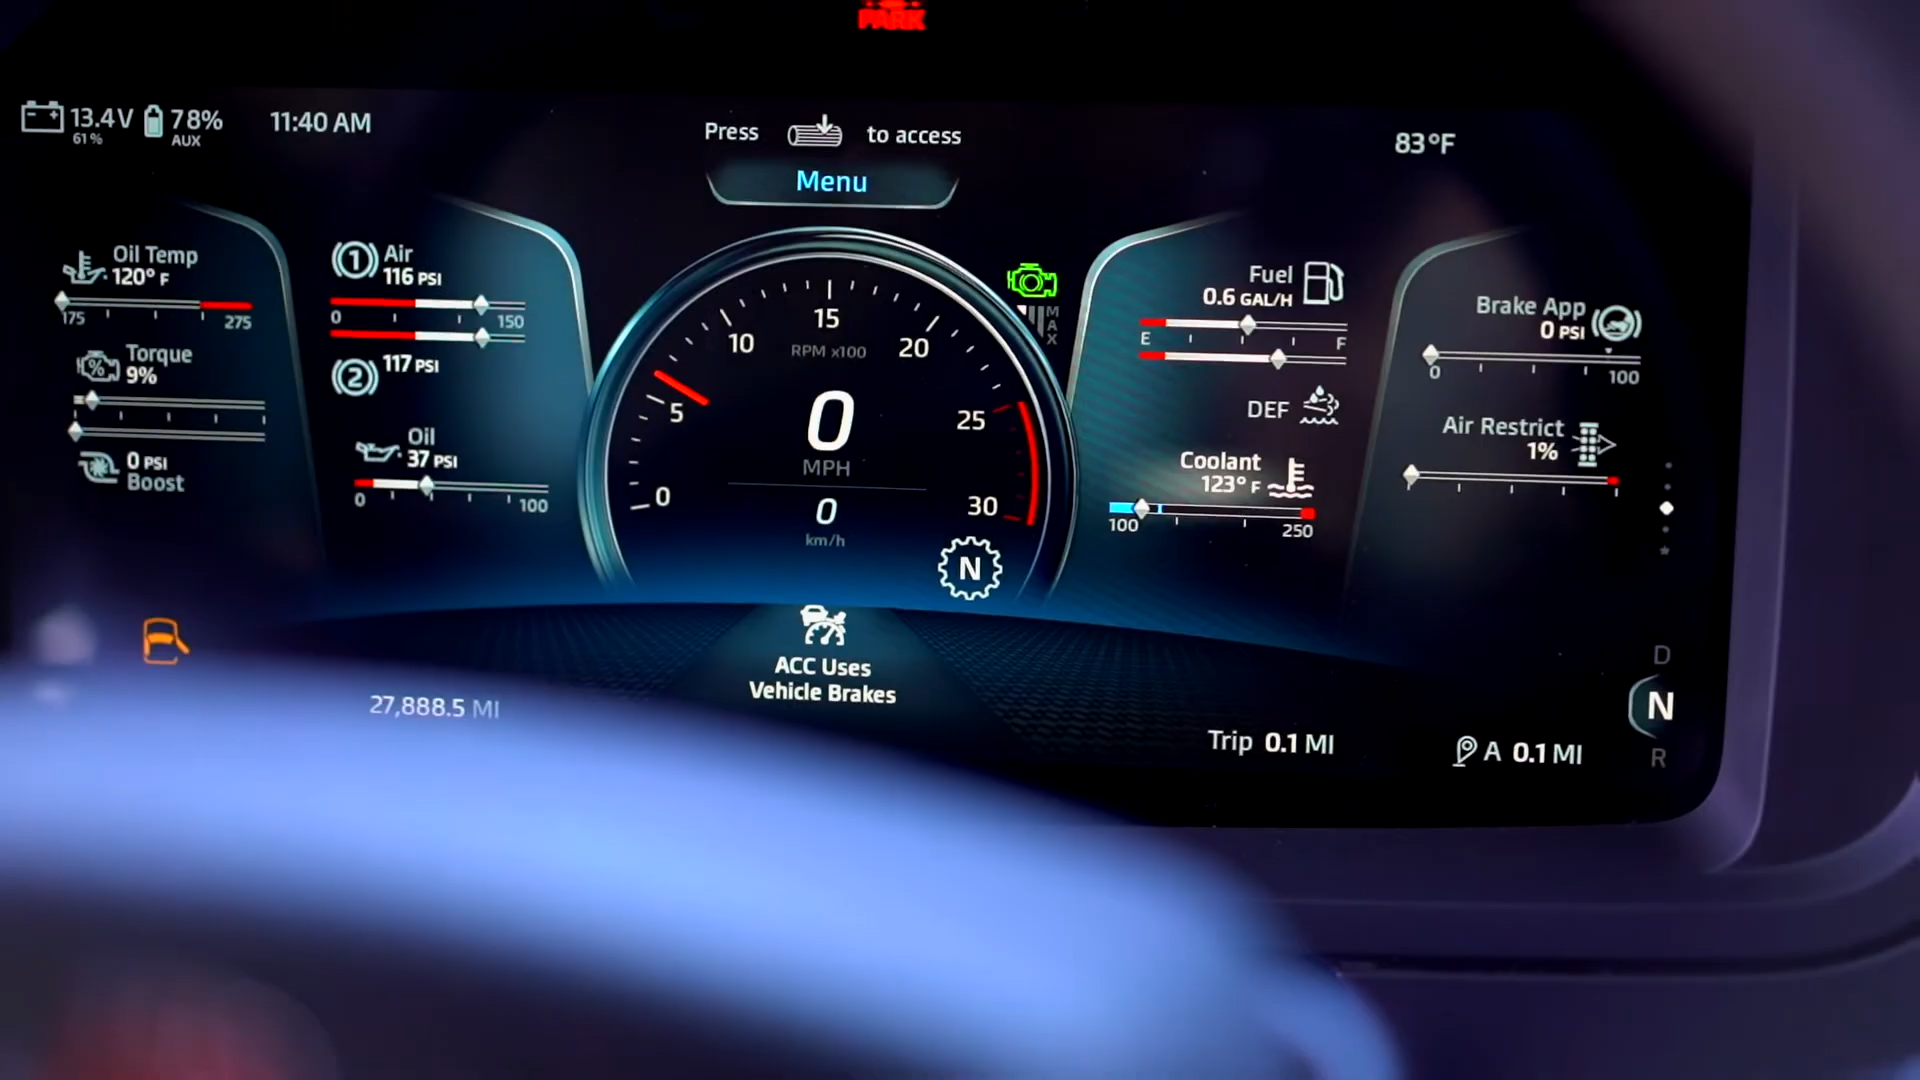 PARK
13.4V
61%
78%
AUX
11:40 AM
Press to access
Menu
83°F
Oil Temp
120° F
175 275
Torque
9%
0 PSI
Boost
1 Air
116 PSI
0 150
2 117 PSI
Oil
37 PSI
0 100
0 5 10 15 20 25 30
RPM x100
0
MPH
0
km/h
N
MAX
Fuel
0.6 GAL/H
E F
DEF
Coolant
123° F
100 250
Brake App
0 PSI
0 100
Air Restrict
1%
ACC Uses
Vehicle Brakes
27,888.5 MI
Trip 0.1 MI
A 0.1 MI
D
N
R